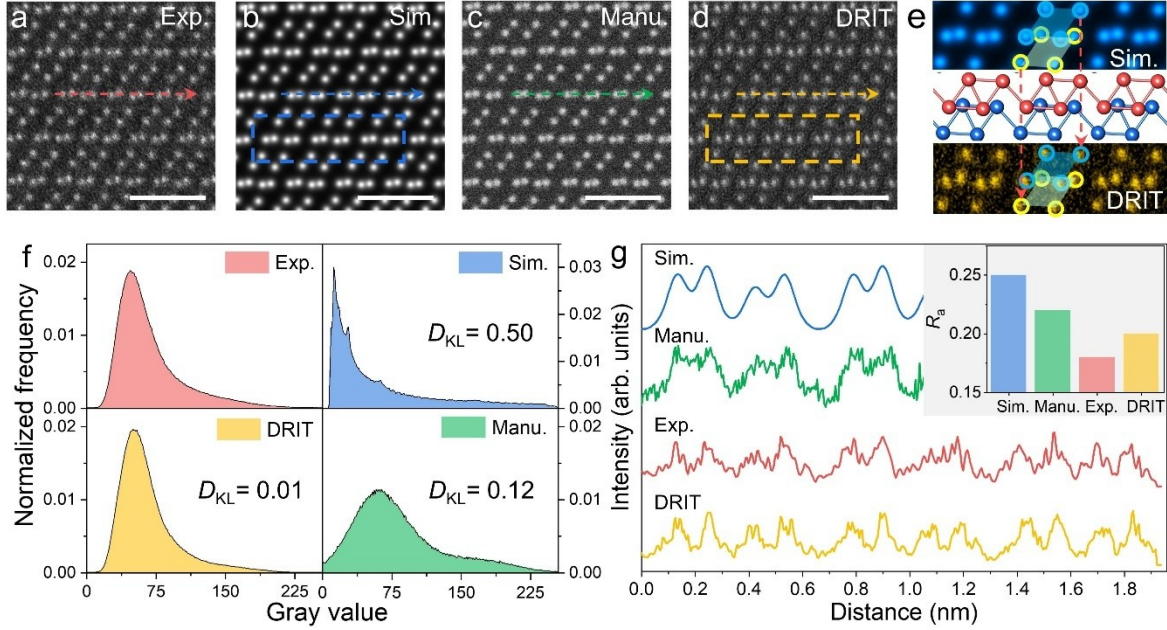 a Exp.
b Sim.
c Manu.
d DRIT
e Sim.
DRIT
f
Exp.
Sim.
D_KL = 0.50
DRIT
D_KL = 0.01
Manu.
D_KL = 0.12
Normalized frequency
0.02
0.01
0.00
0.03
0.02
0.01
0.00
0.02
0.01
0.00
0.02
0.01
0.00
0 75 150 225 0 75 150 225
Gray value
g
Sim.
Manu.
Exp.
DRIT
Intensity (arb. units)
0.0 0.2 0.4 0.6 0.8 1.0 1.2 1.4 1.6 1.8
Distance (nm)
R_a
0.25
0.20
0.15
Sim. Manu. Exp. DRIT